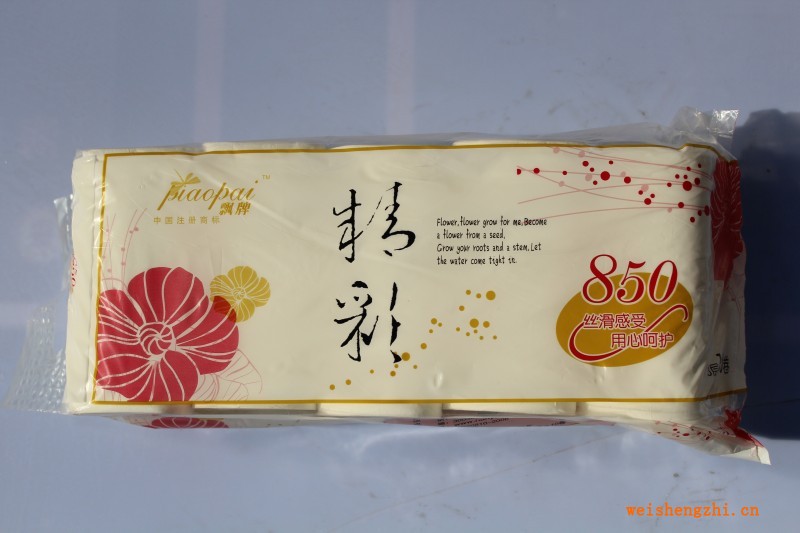 piaopai™
飘牌
中国注册商标
精彩
Flower,flower grow for me.Become
a flower from a seed,
Grow your roots and a stem,Let
the water come tight in.
850
丝滑感受
用心呵护
weishengzhi.cn